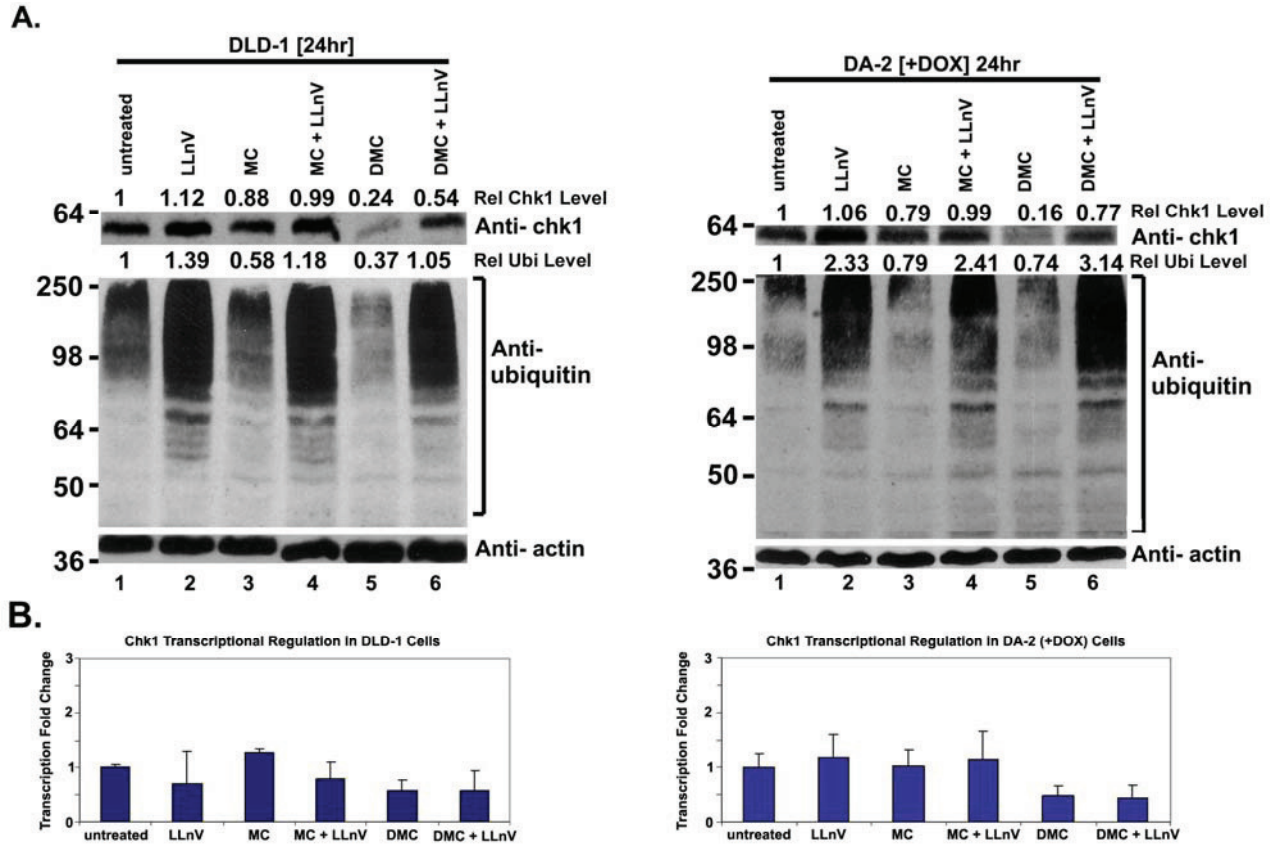 A.
DLD-1 [24hr]
untreated
LLnV
MC
MC + LLnV
DMC
DMC + LLnV
1 1.12 0.88 0.99 0.24 0.54 Rel Chk1 Level
64
Anti- chk1
1 1.39 0.58 1.18 0.37 1.05 Rel Ubi Level
250
98
64
50
Anti-
ubiquitin
36
Anti- actin
1 2 3 4 5 6
DA-2 [+DOX] 24hr
untreated
LLnV
MC
MC + LLnV
DMC
DMC + LLnV
1 1.06 0.79 0.99 0.16 0.77 Rel Chk1 Level
64
Anti- chk1
1 2.33 0.79 2.41 0.74 3.14 Rel Ubi Level
250
98
64
50
Anti-
ubiquitin
36
Anti- actin
1 2 3 4 5 6
B.
Chk1 Transcriptional Regulation in DLD-1 Cells
Transcription Fold Change
3
2
1
0
untreated LLnV MC MC + LLnV DMC DMC + LLnV
Chk1 Transcriptional Regulation in DA-2 (+DOX) Cells
Transcription Fold Change
3
2
1
0
untreated LLnV MC MC + LLnV DMC DMC + LLnV